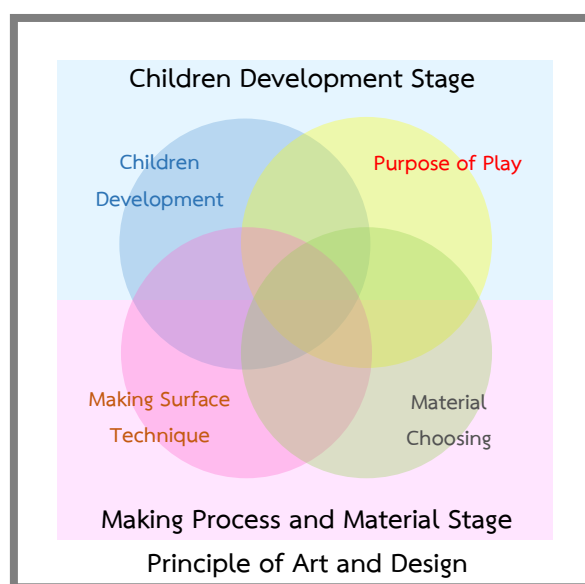 Children Development Stage
Children
Development
Purpose of Play
Making Surface
Technique
Material
Choosing
Making Process and Material Stage
Principle of Art and Design